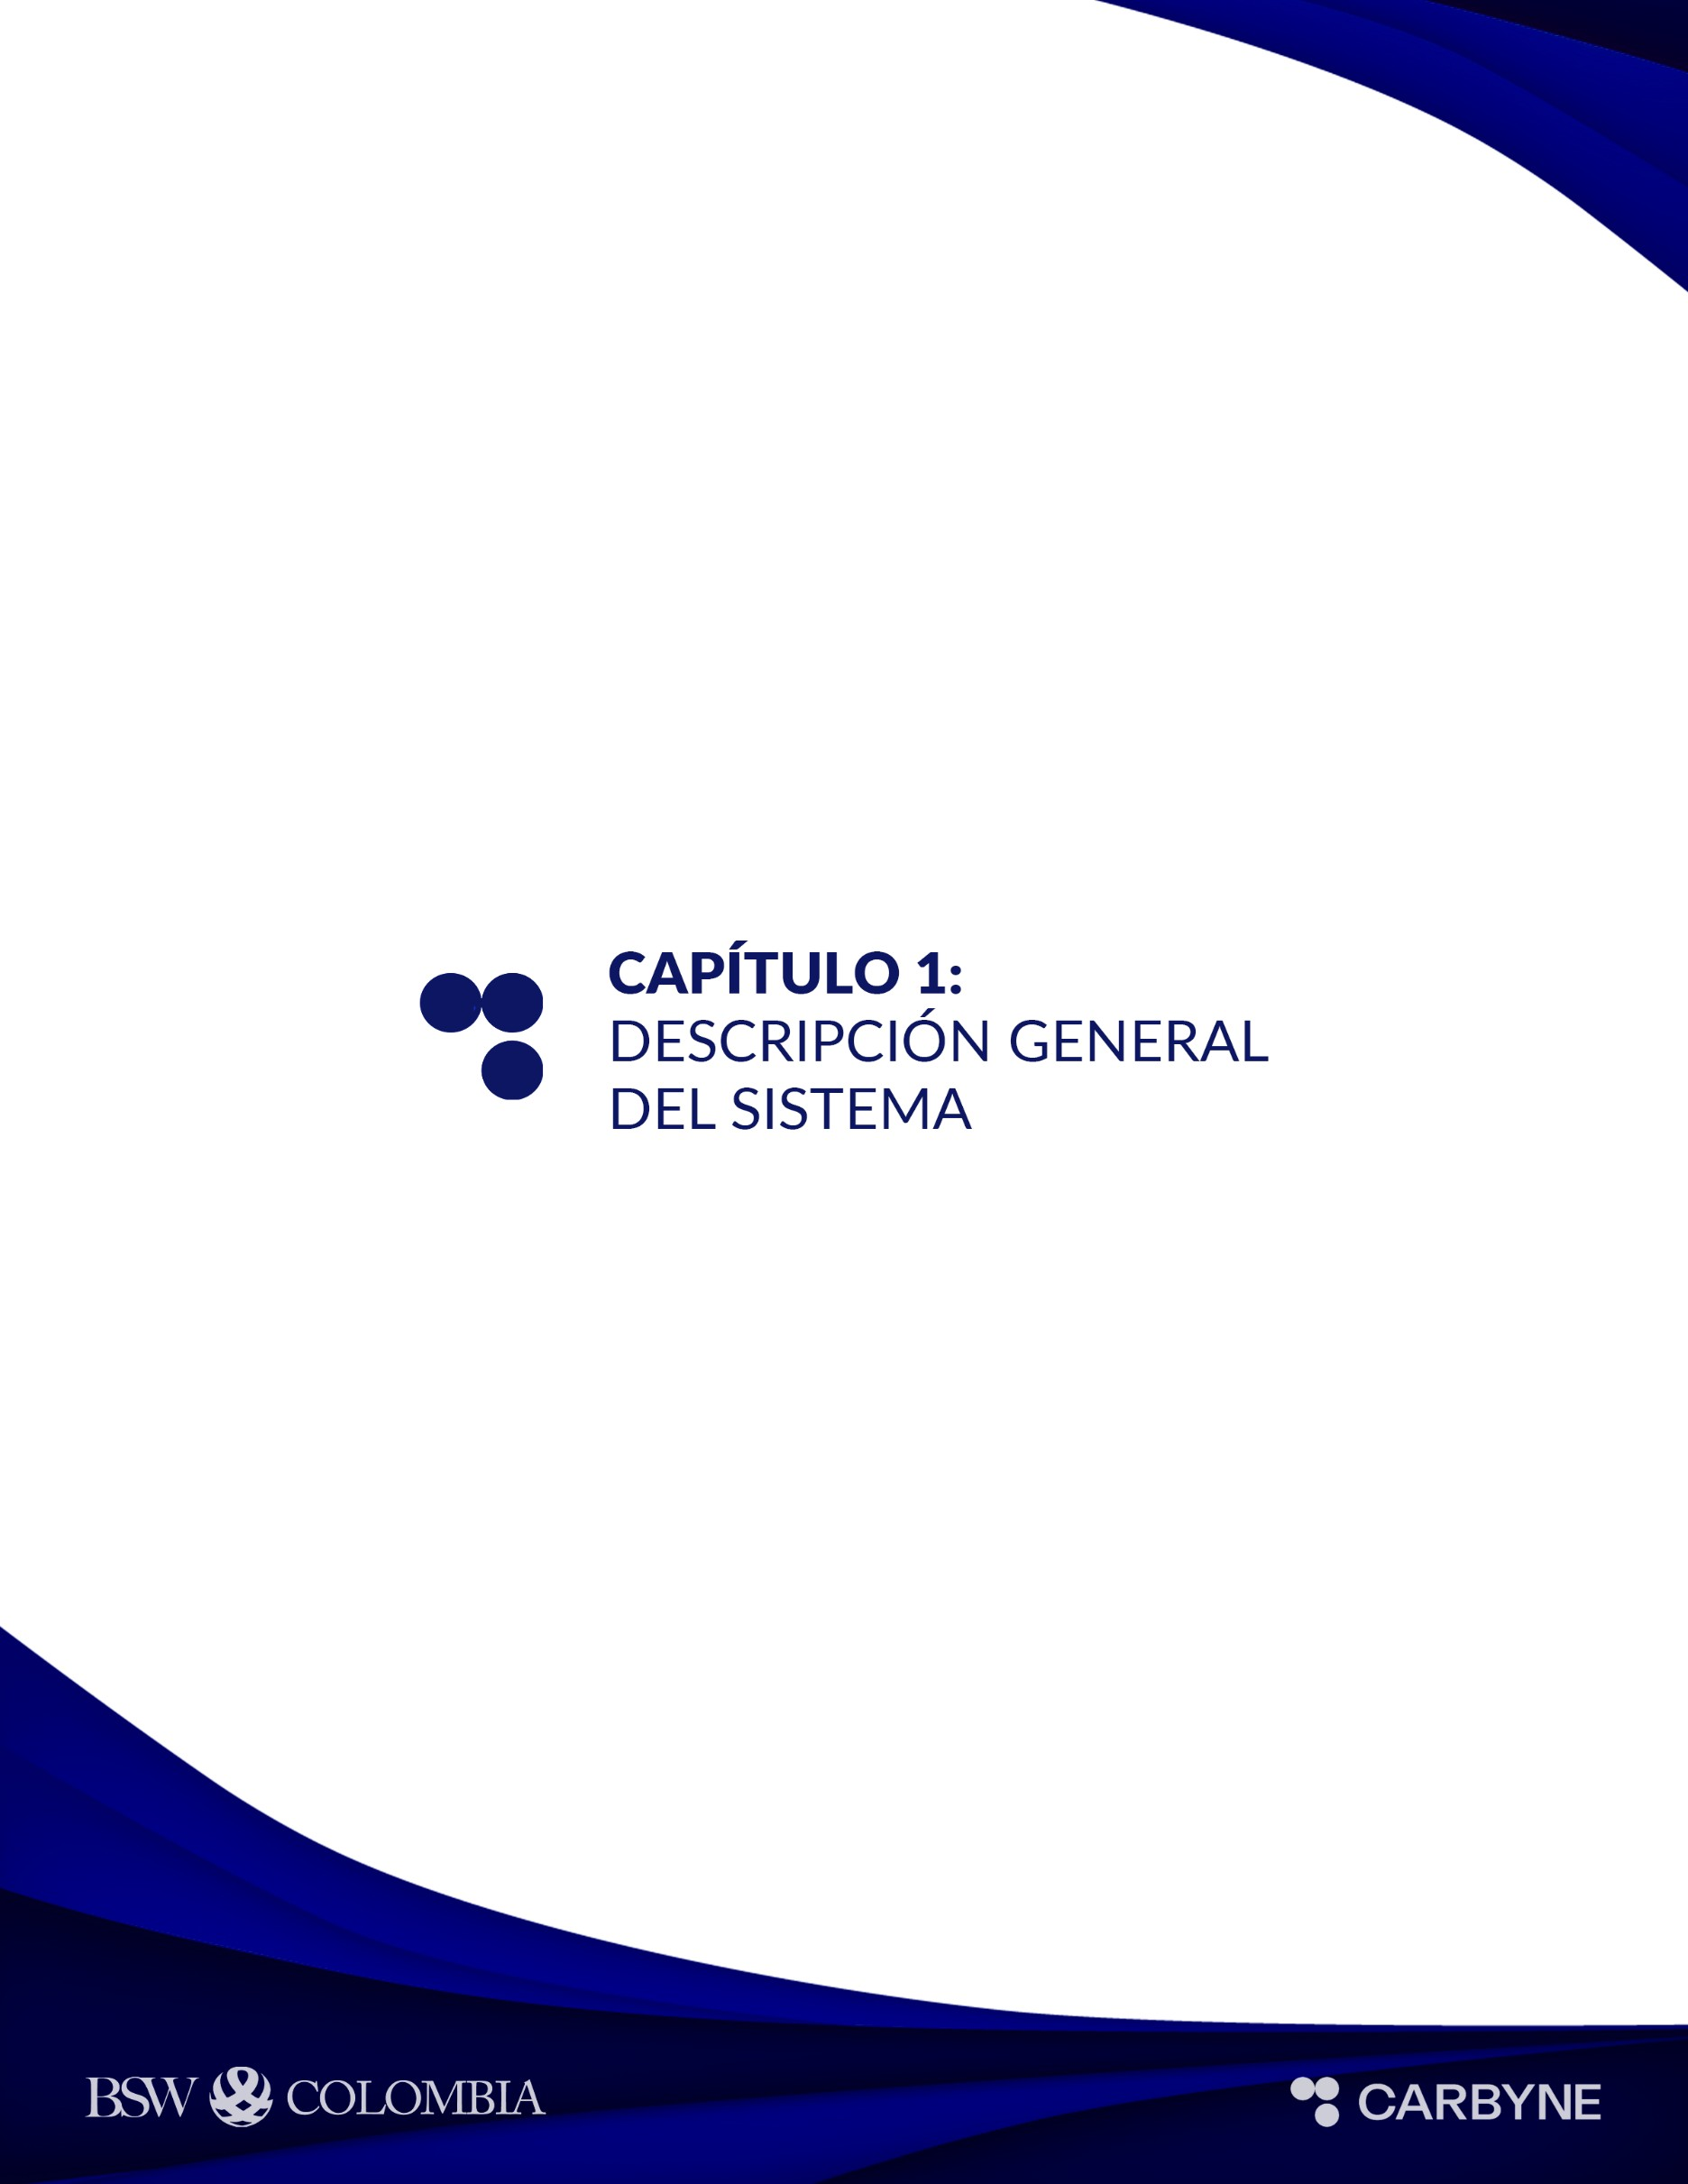 CAPÍTULO 1:
DESCRIPCIÓN GENERAL
DEL SISTEMA
BSW COLOMBIA
CARBYNE